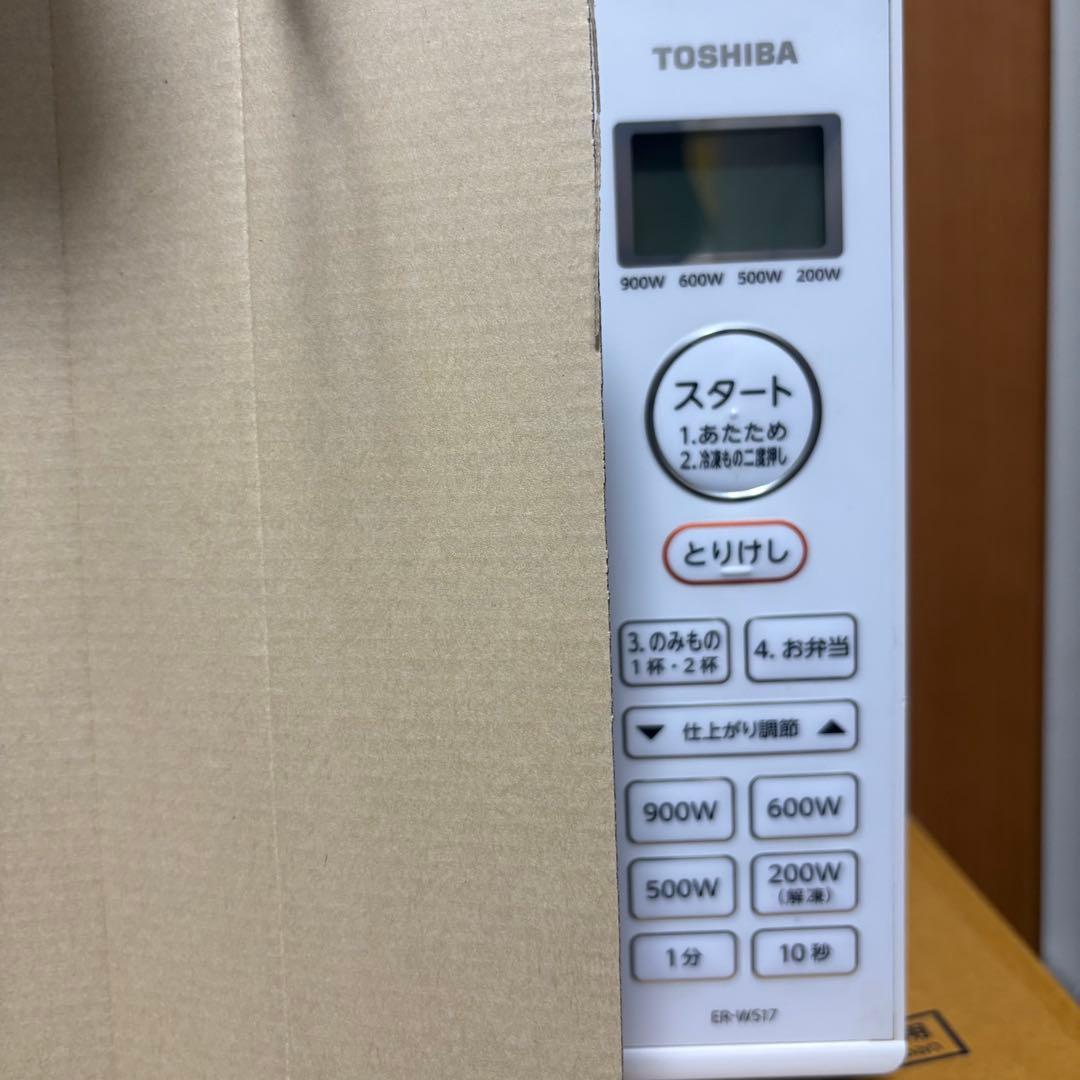 TOSHIBA
900W 600W 500W 200W
スタート
1.あたため
2.冷凍もの二度押し
とりけし
3.のみもの
1杯・2杯
4.お弁当
▼ 仕上がり調節 ▲
900W
600W
500W
200W
(解凍)
1分
10秒
ER-WS17
用